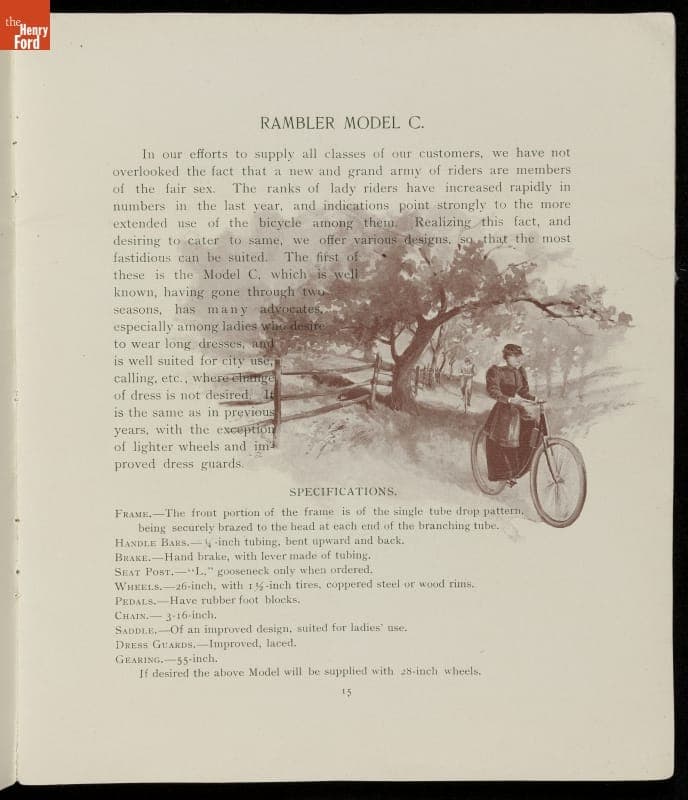 the
Henry
Ford
RAMBLER MODEL C.
In our efforts to supply all classes of our customers, we have not
overlooked the fact that a new and grand army of riders are members
of the fair sex. The ranks of lady riders have increased rapidly in
numbers in the last year, and indications point strongly to the more
extended use of the bicycle among them. Realizing this fact, and
desiring to cater to same, we offer various designs, so that the most
fastidious can be suited. The first of
these is the Model C, which is well
known, having gone through two
seasons, has many advocates,
especially among ladies who desire
to wear long dresses, and
is well suited for city use,
calling, etc., where change
of dress is not desired. It
is the same as in previous
years, with the exception
of lighter wheels and im-
proved dress guards.
SPECIFICATIONS.
FRAME.—The front portion of the frame is of the single tube drop pattern,
being securely brazed to the head at each end of the branching tube.
HANDLE BARS.—¼-inch tubing, bent upward and back.
BRAKE.—Hand brake, with lever made of tubing.
SEAT POST.—"L," gooseneck only when ordered.
WHEELS.—26-inch, with 1½-inch tires, coppered steel or wood rims.
PEDALS.—Have rubber foot blocks.
CHAIN.—3-16-inch.
SADDLE.—Of an improved design, suited for ladies' use.
DRESS GUARDS.—Improved, laced.
GEARING.—55-inch.
If desired the above Model will be supplied with 28-inch wheels.
15